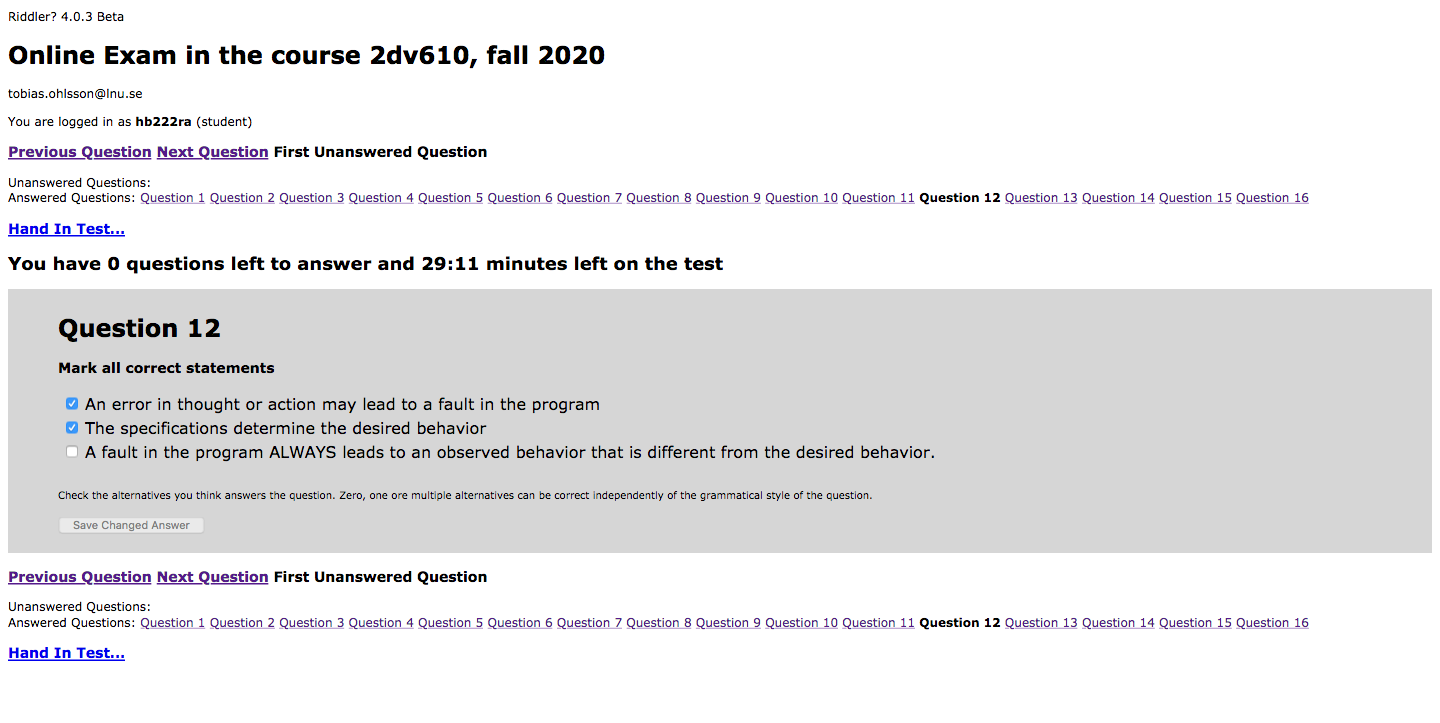 Riddler? 4.0.3 Beta
Online Exam in the course 2dv610, fall 2020
tobias.ohlsson@lnu.se
You are logged in as hb222ra (student)
Previous Question Next Question First Unanswered Question
Unanswered Questions:
Answered Questions: Question 1 Question 2 Question 3 Question 4 Question 5 Question 6 Question 7 Question 8 Question 9 Question 10 Question 11 Question 12 Question 13 Question 14 Question 15 Question 16
Hand In Test...
You have 0 questions left to answer and 29:11 minutes left on the test
Question 12
Mark all correct statements
An error in thought or action may lead to a fault in the program
The specifications determine the desired behavior
A fault in the program ALWAYS leads to an observed behavior that is different from the desired behavior.
Check the alternatives you think answers the question. Zero, one ore multiple alternatives can be correct independently of the grammatical style of the question.
Save Changed Answer
Previous Question Next Question First Unanswered Question
Unanswered Questions:
Answered Questions: Question 1 Question 2 Question 3 Question 4 Question 5 Question 6 Question 7 Question 8 Question 9 Question 10 Question 11 Question 12 Question 13 Question 14 Question 15 Question 16
Hand In Test...